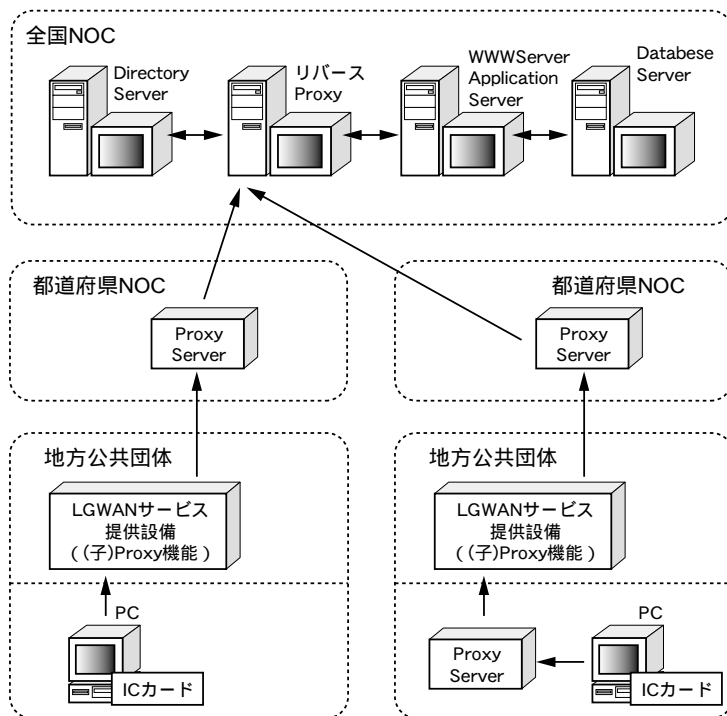 全国NOC
Directory
Server
リバース
Proxy
WWWServer
Application
Server
Databese
Server
都道府県NOC
Proxy
Server
都道府県NOC
Proxy
Server
地方公共団体
LGWANサービス
提供設備
( (子)Proxy機能 )
PC
ICカード
地方公共団体
LGWANサービス
提供設備
( (子)Proxy機能 )
Proxy
Server
PC
ICカード